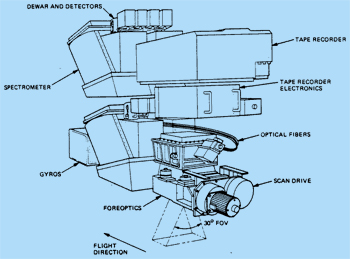 DEWAR AND DETECTORS
TAPE RECORDER
SPECTROMETER
TAPE RECORDER
ELECTRONICS
OPTICAL FIBERS
GYROS
SCAN DRIVE
FOREOPTICS
30° FOV
FLIGHT
DIRECTION